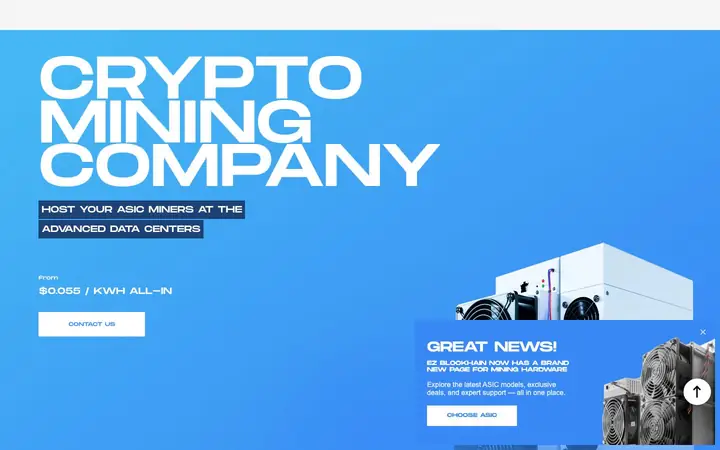 CRYPTO
MINING
COMPANY
HOST YOUR ASIC MINERS AT THE
ADVANCED DATA CENTERS
From
$0.055 / KWH ALL-IN
CONTACT US
GREAT NEWS!
EZ BLOCKHAIN NOW HAS A BRAND
NEW PAGE FOR MINING HARDWARE
Explore the latest ASIC models, exclusive
deals, and expert support — all in one place.
CHOOSE ASIC